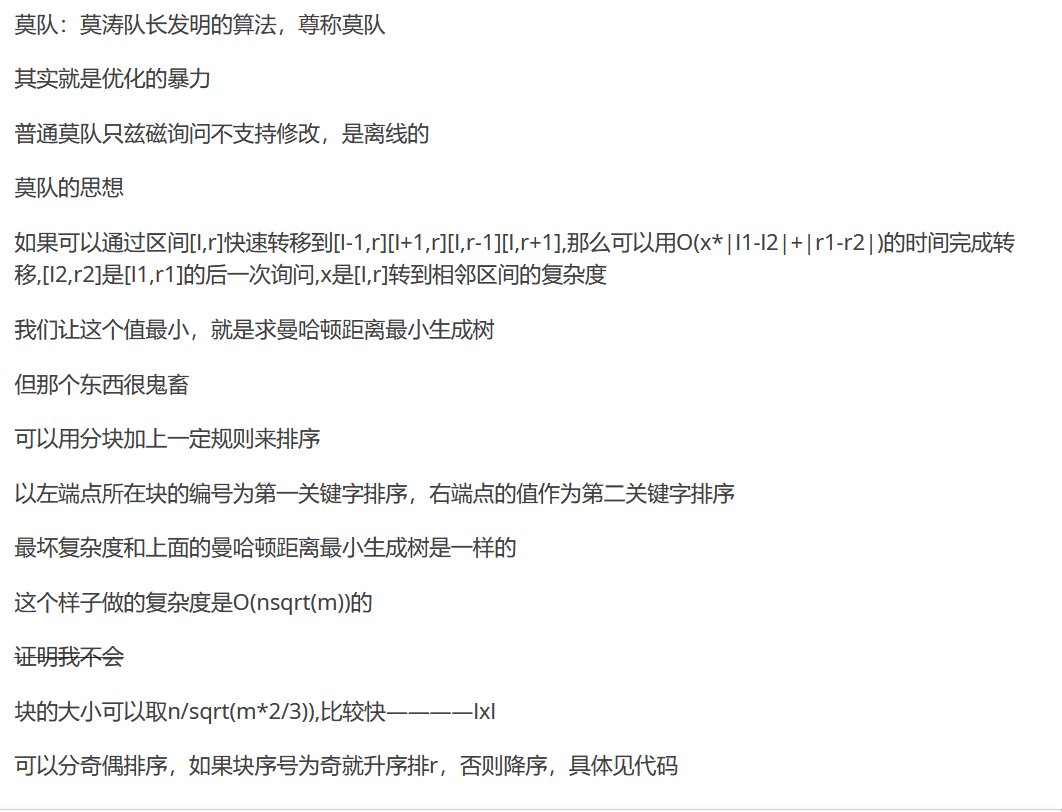 莫队：莫涛队长发明的算法，尊称莫队
其实就是优化的暴力
普通莫队只兹磁询问不支持修改，是离线的
莫队的思想
如果可以通过区间[l,r]快速转移到[l-1,r][l+1,r][l,r-1][l,r+1],那么可以用O(x*|l1-l2|+|r1-r2|)的时间完成转
移,[l2,r2]是[l1,r1]的后一次询问,x是[l,r]转到相邻区间的复杂度
我们让这个值最小，就是求曼哈顿距离最小生成树
但那个东西很鬼畜
可以用分块加上一定规则来排序
以左端点所在块的编号为第一关键字排序，右端点的值作为第二关键字排序
最坏复杂度和上面的曼哈顿距离最小生成树是一样的
这个样子做的复杂度是O(nsqrt(m))的
证明我不会
块的大小可以取n/sqrt(m*2/3)),比较快————lxl
可以分奇偶排序，如果块序号为奇就升序排r，否则降序，具体见代码